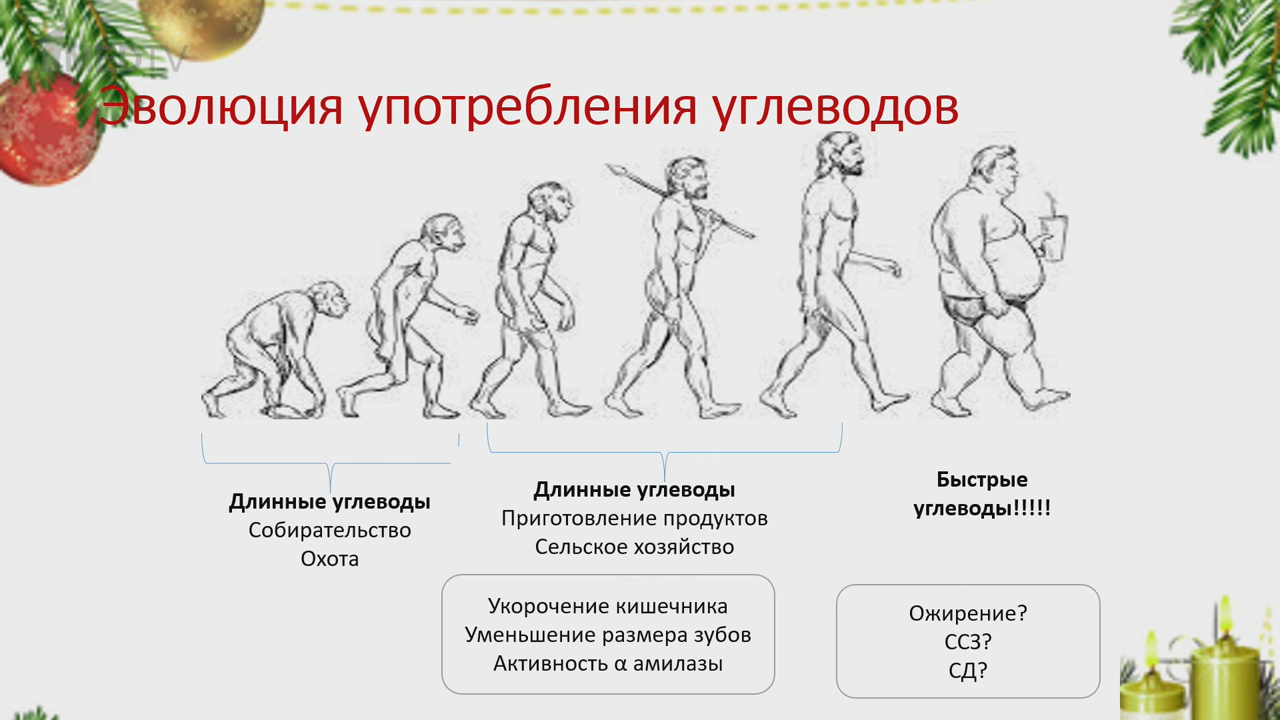 Эволюция употребления углеводов
Длинные углеводы
Собирательство
Охота
Длинные углеводы
Приготовление продуктов
Сельское хозяйство
Быстрые
углеводы!!!!!
Укорочение кишечника
Уменьшение размера зубов
Активность α амилазы
Ожирение?
ССЗ?
СД?